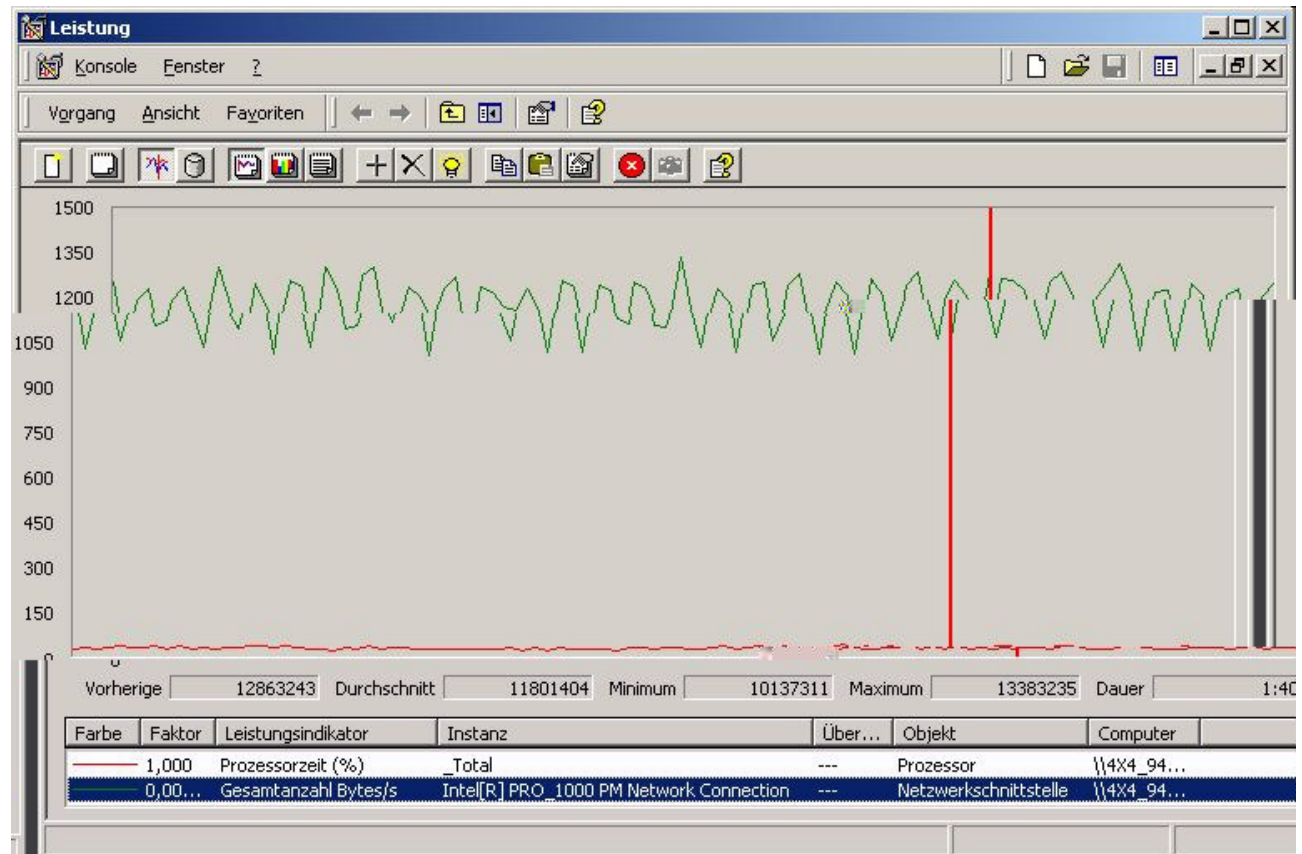 Leistung
Konsole Fenster ?
Vorgang Ansicht Favoriten
1500
1350
1200
1050
900
750
600
450
300
150
Vorherige 12863243 Durchschnitt 11801404 Minimum 10137311 Maximum 13383235 Dauer 1:40
Farbe Faktor Leistungsindikator Instanz Über... Objekt Computer
1,000 Prozessorzeit (%) _Total --- Prozessor \\4X4_94...
0,00... Gesamtanzahl Bytes/s Intel[R] PRO_1000 PM Network Connection --- Netzwerkschnittstelle \\4X4_94...